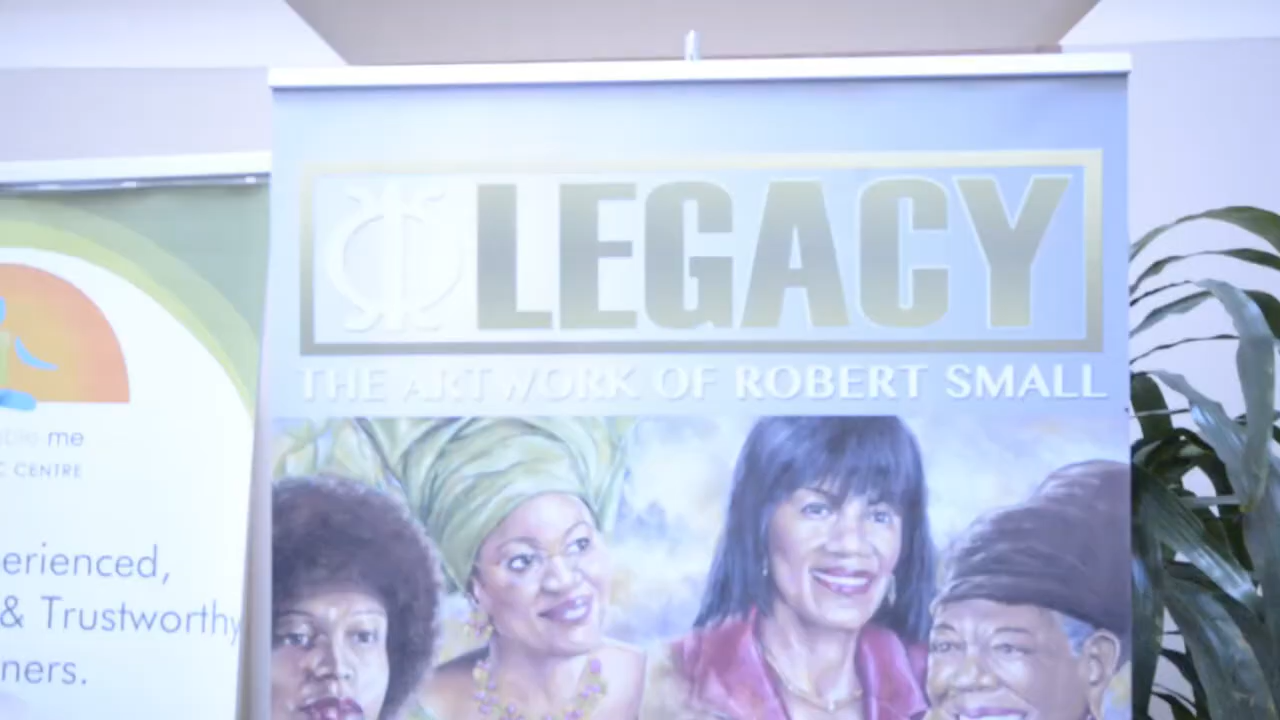 LEGACY
THE ARTWORK OF ROBERT SMALL
me
C CENTRE
erienced,
& Trustworthy
ners.